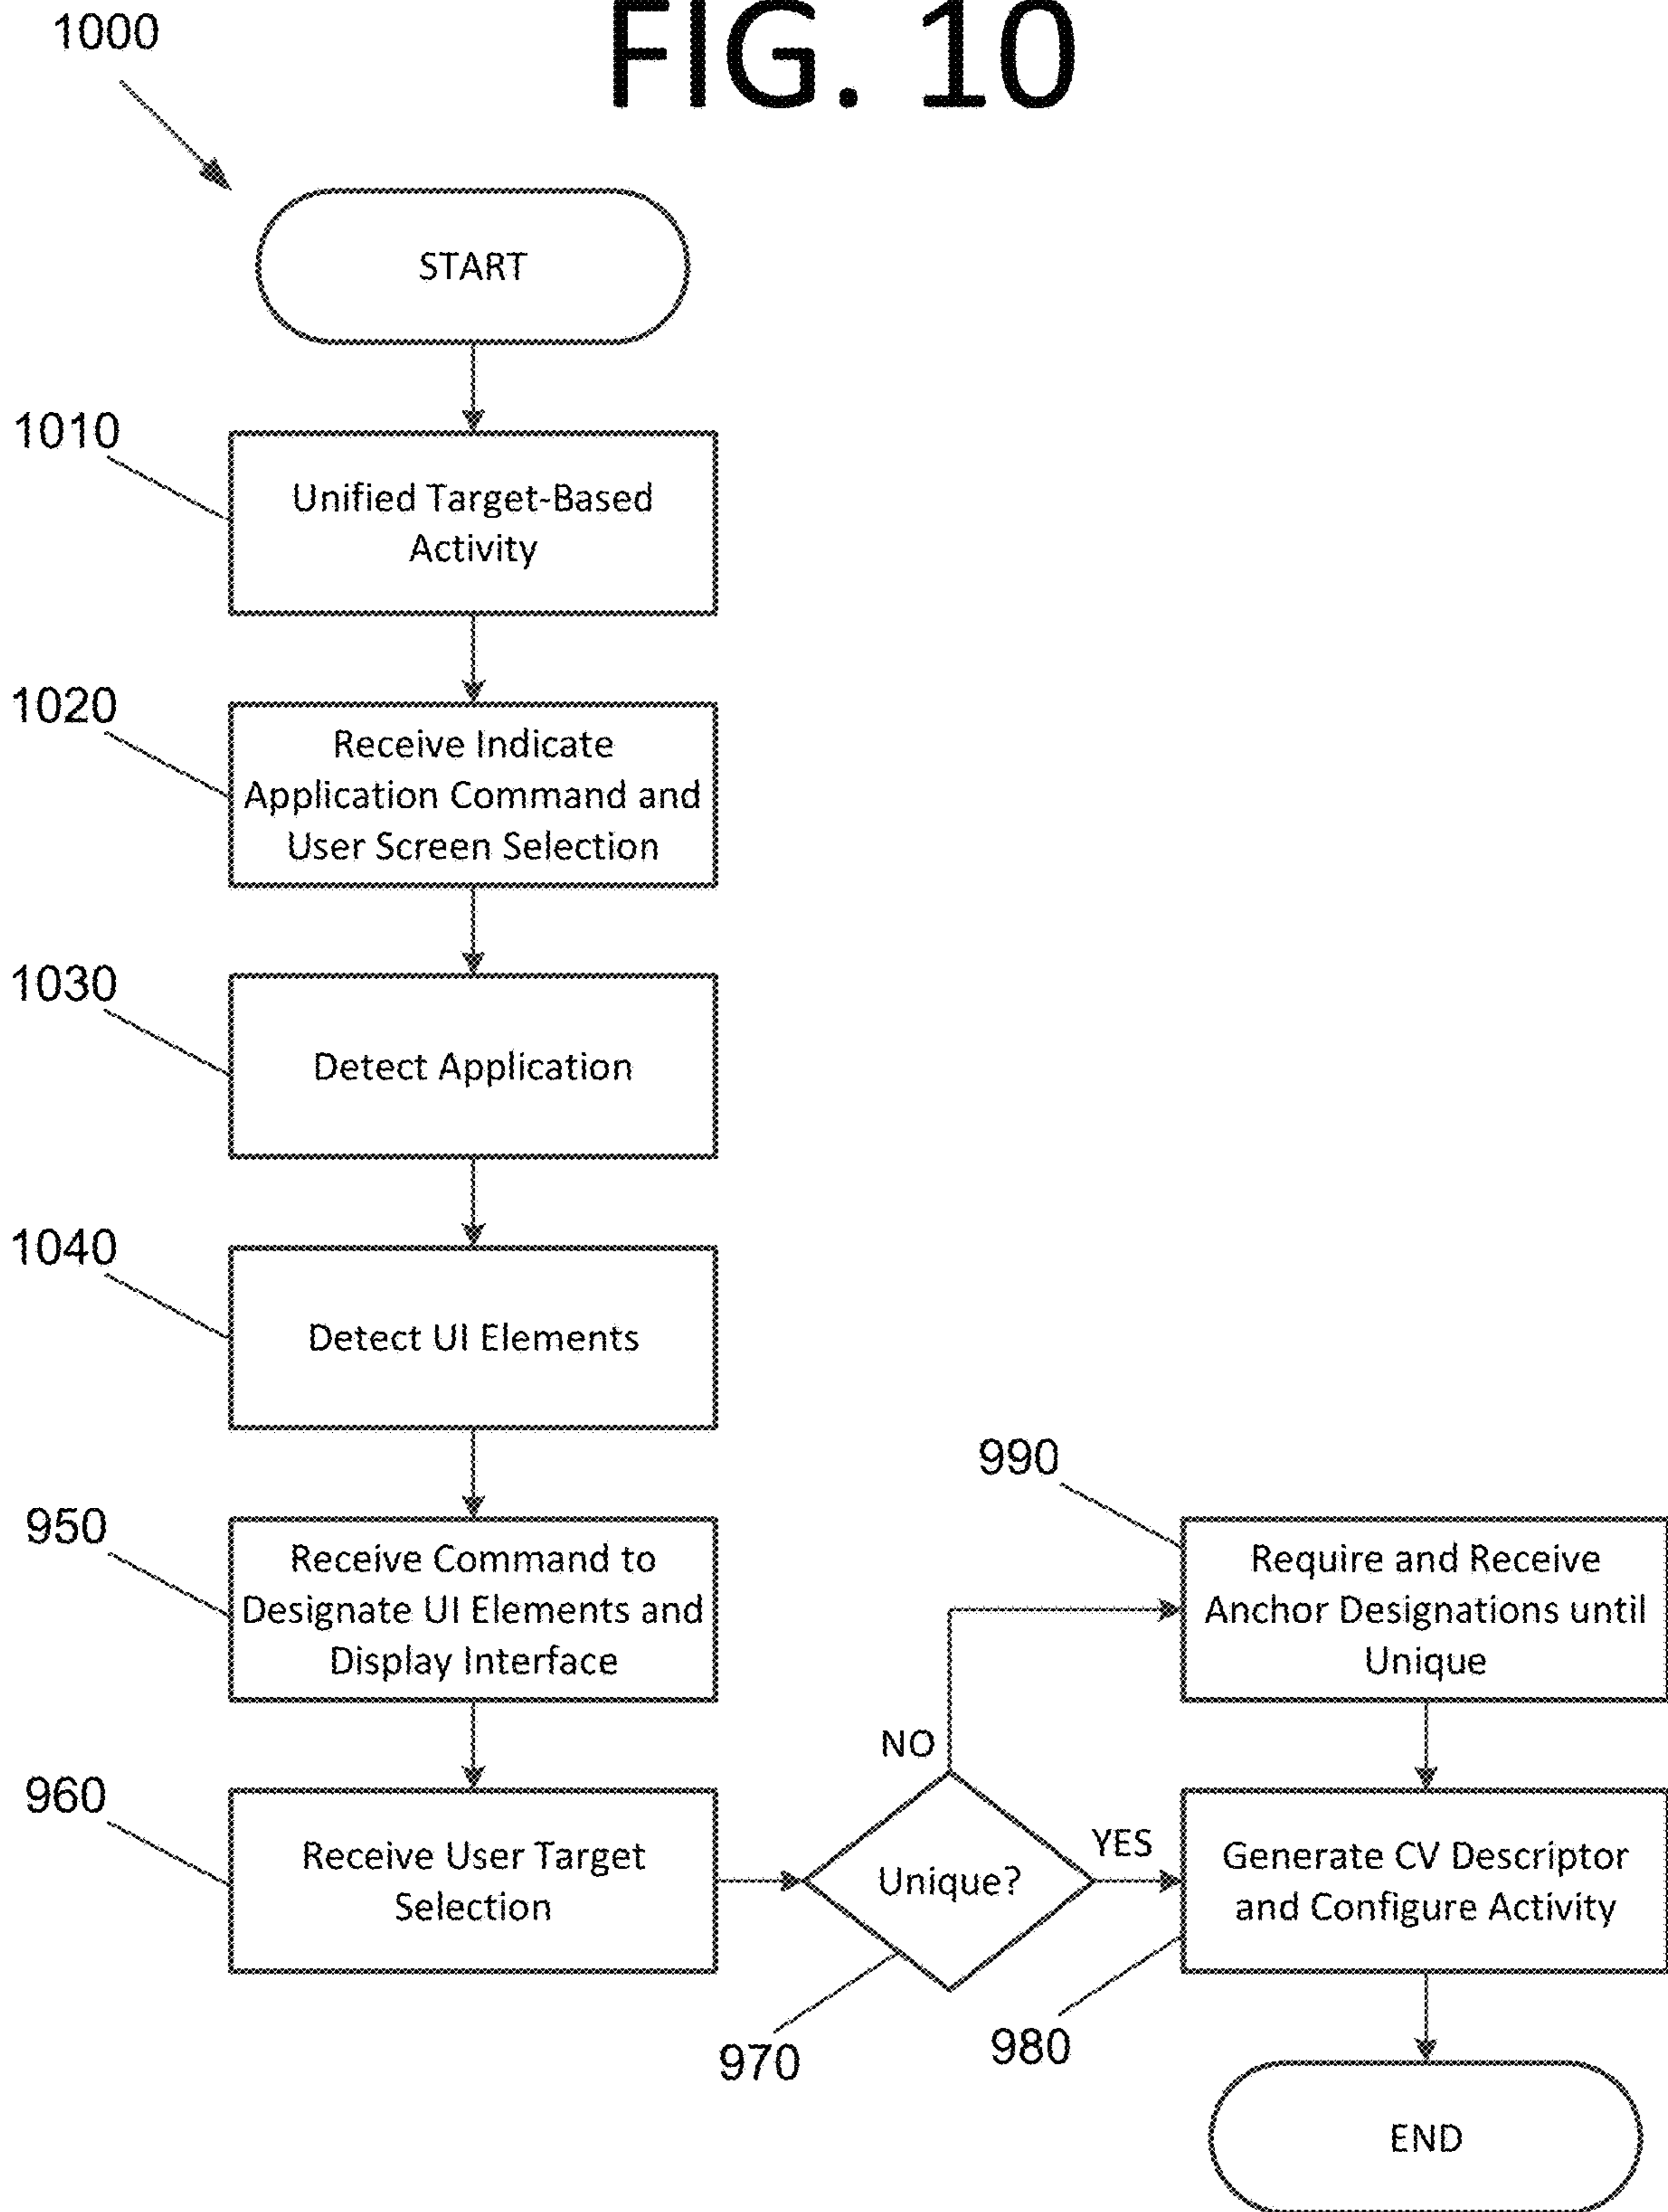 FIG. 10
1000
START
1010
Unified Target-Based
Activity
1020
Receive Indicate
Application Command and
User Screen Selection
1030
Detect Application
1040
Detect UI Elements
950
Receive Command to
Designate UI Elements and
Display Interface
960
Receive User Target
Selection
970
Unique?
NO
YES
990
Require and Receive
Anchor Designations until
Unique
980
Generate CV Descriptor
and Configure Activity
END